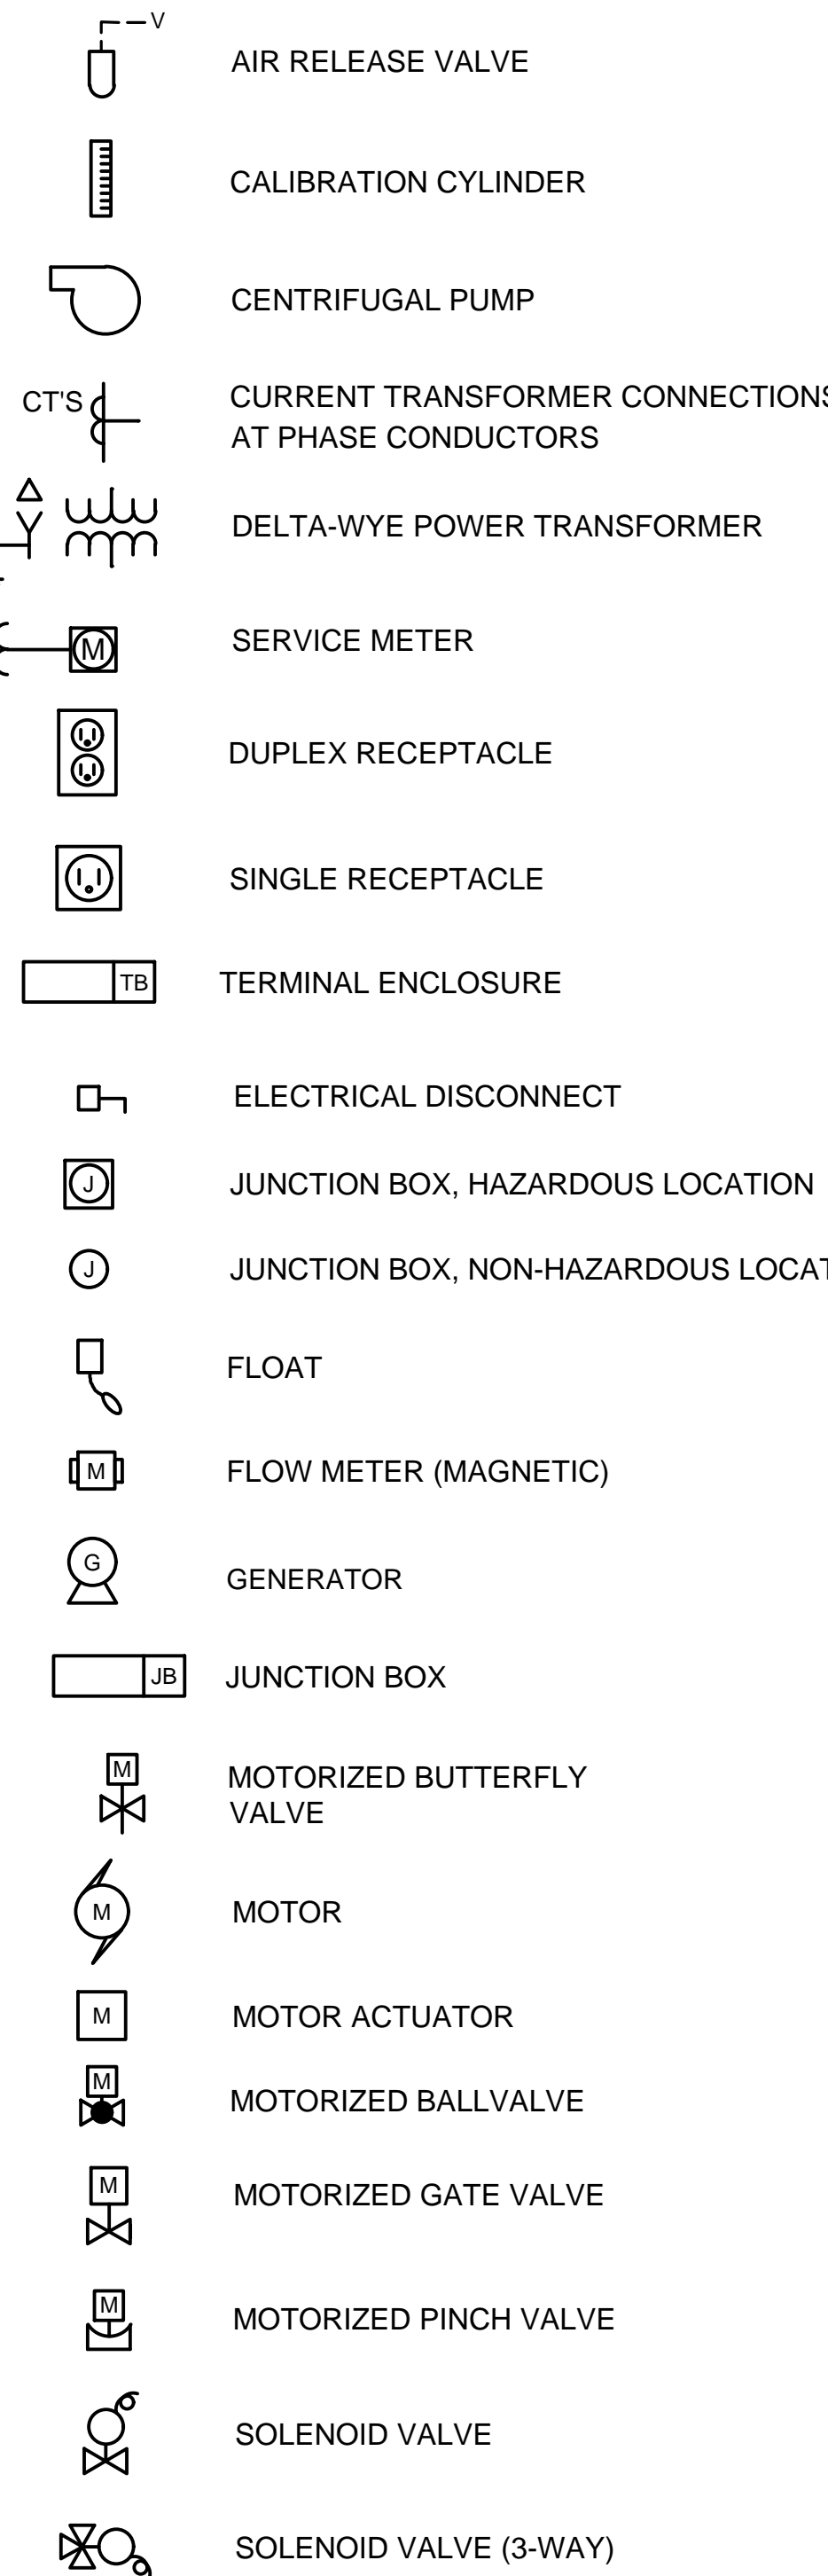 V
AIR RELEASE VALVE
CALIBRATION CYLINDER
CENTRIFUGAL PUMP
CT'S
CURRENT TRANSFORMER CONNECTIONS
AT PHASE CONDUCTORS
DELTA-WYE POWER TRANSFORMER
M
SERVICE METER
DUPLEX RECEPTACLE
SINGLE RECEPTACLE
TB
TERMINAL ENCLOSURE
ELECTRICAL DISCONNECT
J
JUNCTION BOX, HAZARDOUS LOCATION
J
JUNCTION BOX, NON-HAZARDOUS LOCAT
FLOAT
M
FLOW METER (MAGNETIC)
G
GENERATOR
JB
JUNCTION BOX
M
MOTORIZED BUTTERFLY
VALVE
M
MOTOR
M
MOTOR ACTUATOR
M
MOTORIZED BALLVALVE
M
MOTORIZED GATE VALVE
M
MOTORIZED PINCH VALVE
SOLENOID VALVE
SOLENOID VALVE (3-WAY)